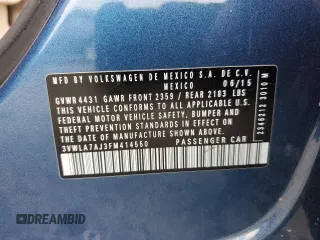 MFD. BY VOLKSWAGEN DE MEXICO S.A. DE C.V.
MEXICO 06/15
GVWR 4431 GAWR FRONT 2359 / REAR 2183 LBS
THIS VEHICLE CONFORMS TO ALL APPLICABLE U.S.
FEDERAL MOTOR VEHICLE SAFETY, BUMPER AND
THEFT PREVENTION STANDARDS IN EFFECT ON THE
DATE OF MANUFACTURE SHOWN ABOVE.
3VWLA7AJ3FM414550 PASSENGER CAR
2346212 3010 M
DREAMBID